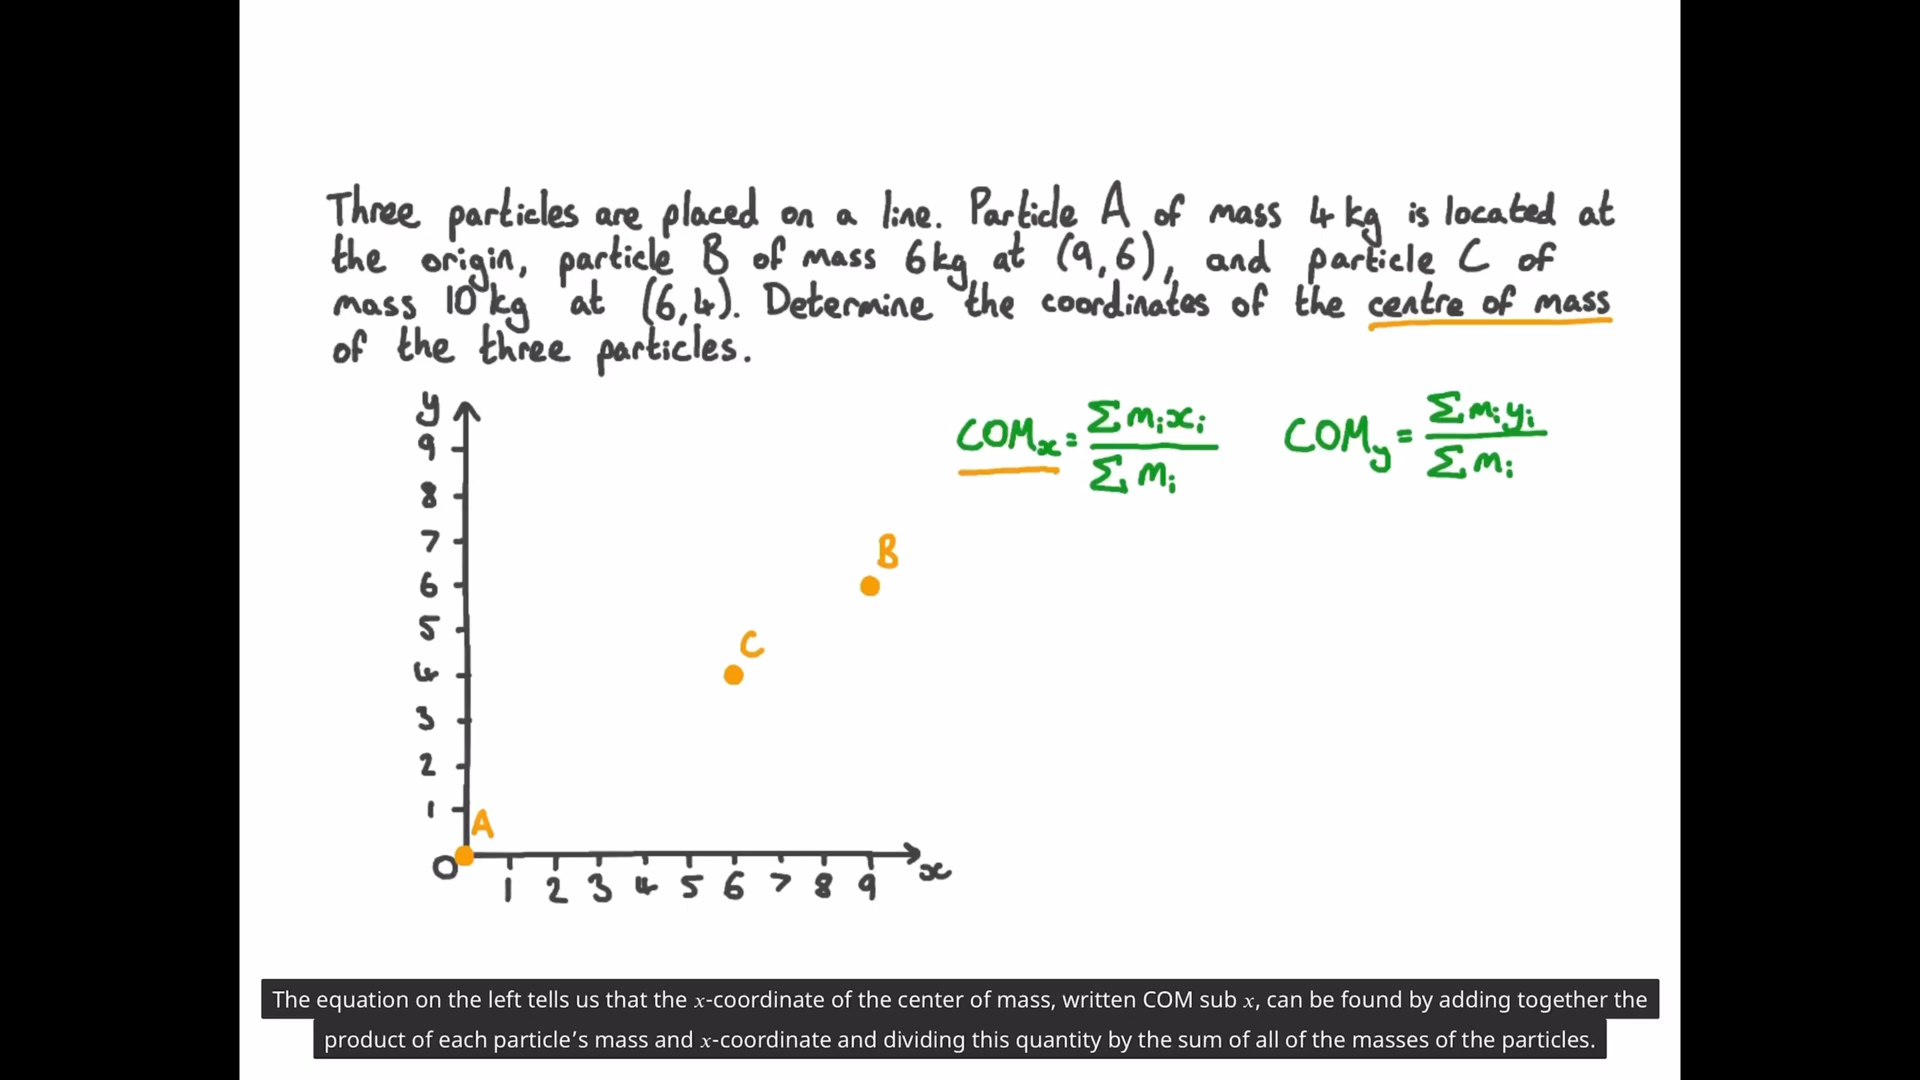 Three particles are placed on a line. Particle A of mass 4 kg is located at
the origin, particle B of mass 6 kg at (9,6), and particle C of
mass 10 kg at (6,4). Determine the coordinates of the centre of mass
of the three particles.
y
9
8
7
6
5
4
3
2
1
O
1 2 3 4 5 6 7 8 9
x
A
B
C
COMₓ = Σmᵢxᵢ / Σmᵢ
COM_y = Σmᵢyᵢ / Σmᵢ
The equation on the left tells us that the x-coordinate of the center of mass, written COM sub x, can be found by adding together the
product of each particle’s mass and x-coordinate and dividing this quantity by the sum of all of the masses of the particles.